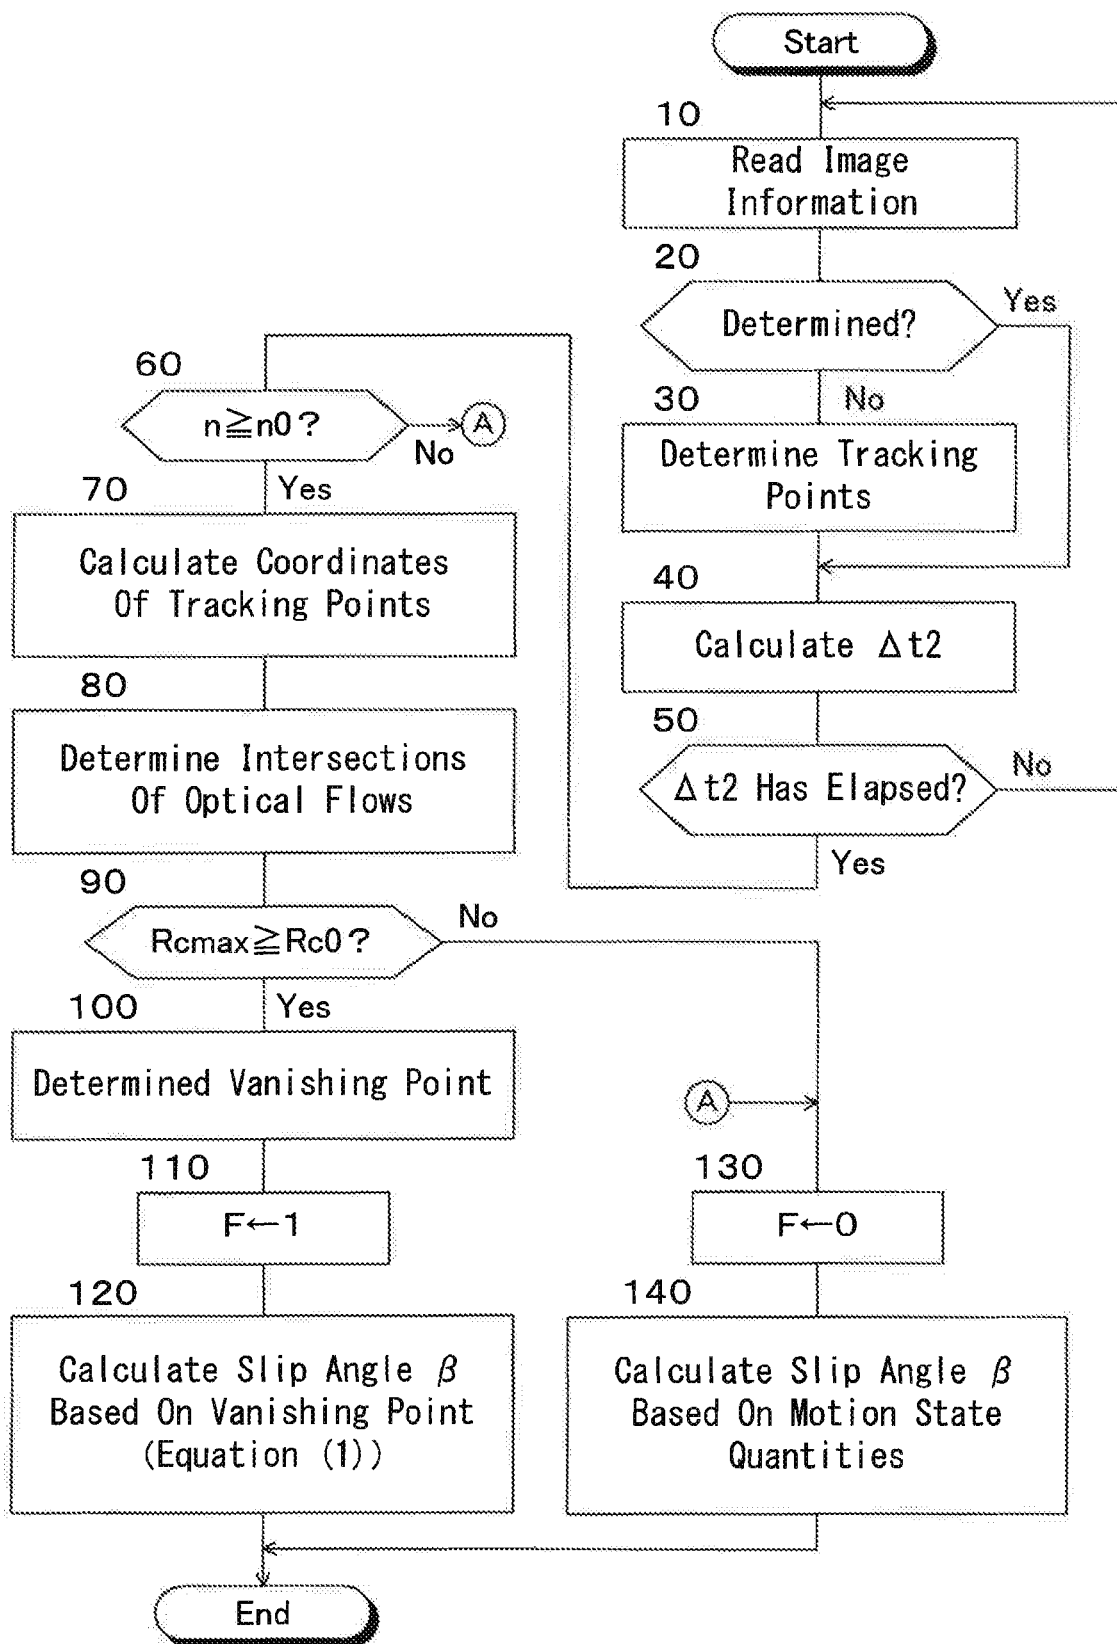 Start
10
Read Image
Information
20
Determined?
Yes
No
30
Determine Tracking
Points
40
Calculate Δt2
50
Δt2 Has Elapsed?
No
Yes
60
n≧n0?
No
A
Yes
70
Calculate Coordinates
Of Tracking Points
80
Determine Intersections
Of Optical Flows
90
Rcmax≧Rc0?
No
Yes
100
Determined Vanishing Point
110
F←1
120
Calculate Slip Angle β
Based On Vanishing Point
(Equation (1))
A
130
F←0
140
Calculate Slip Angle β
Based On Motion State
Quantities
End